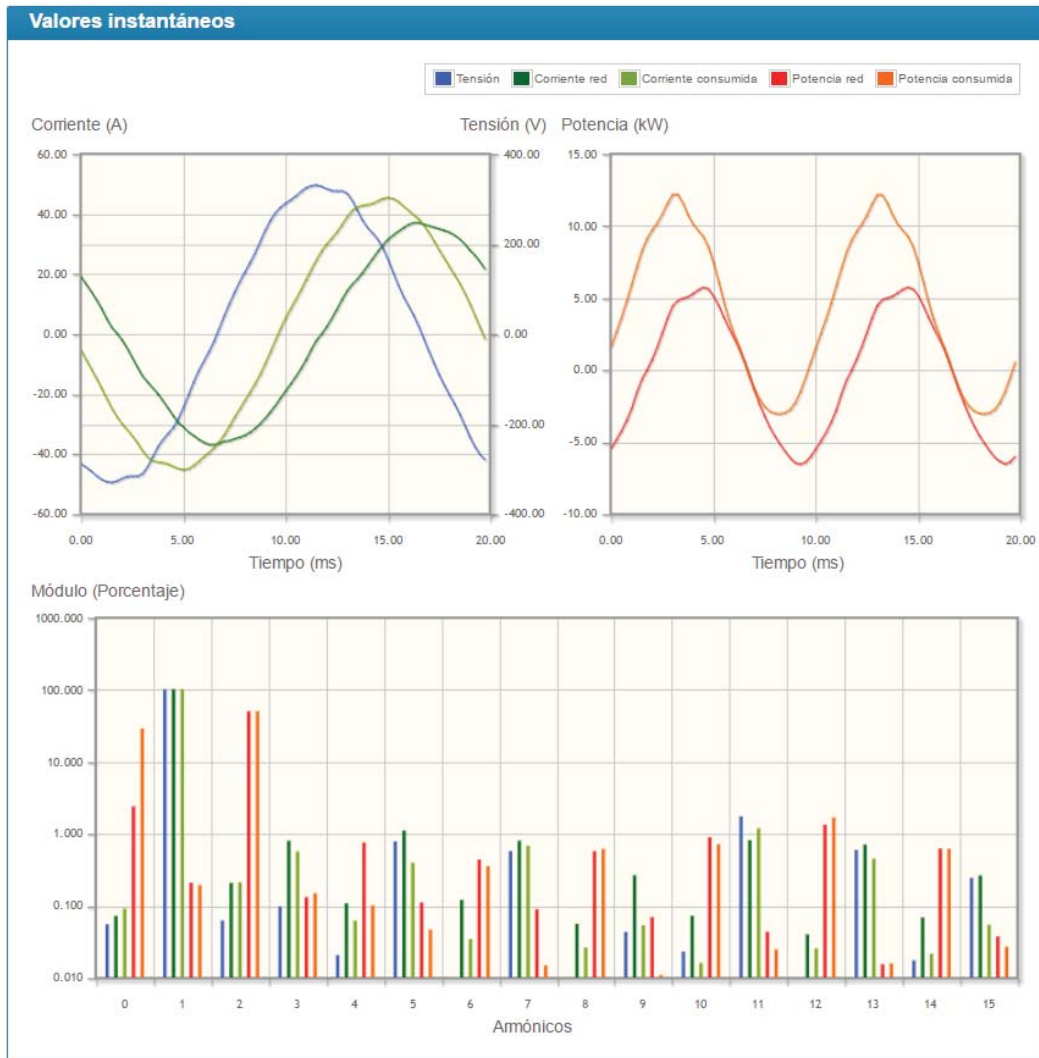 Valores instantáneos
Tensión Corriente red Corriente consumida Potencia red Potencia consumida
Corriente (A) Tensión (V) Potencia (kW)
60.00 400.00 15.00
40.00
10.00
200.00
20.00
5.00
0.00 0.00
0.00
-20.00
-200.00
-5.00
-40.00
-60.00 -400.00 -10.00
0.00 5.00 10.00 15.00 20.00 0.00 5.00 10.00 15.00 20.00
Tiempo (ms) Tiempo (ms)
Módulo (Porcentaje)
1000.000
100.000
10.000
1.000
0.100
0.010
0 1 2 3 4 5 6 7 8 9 10 11 12 13 14 15
Armónicos